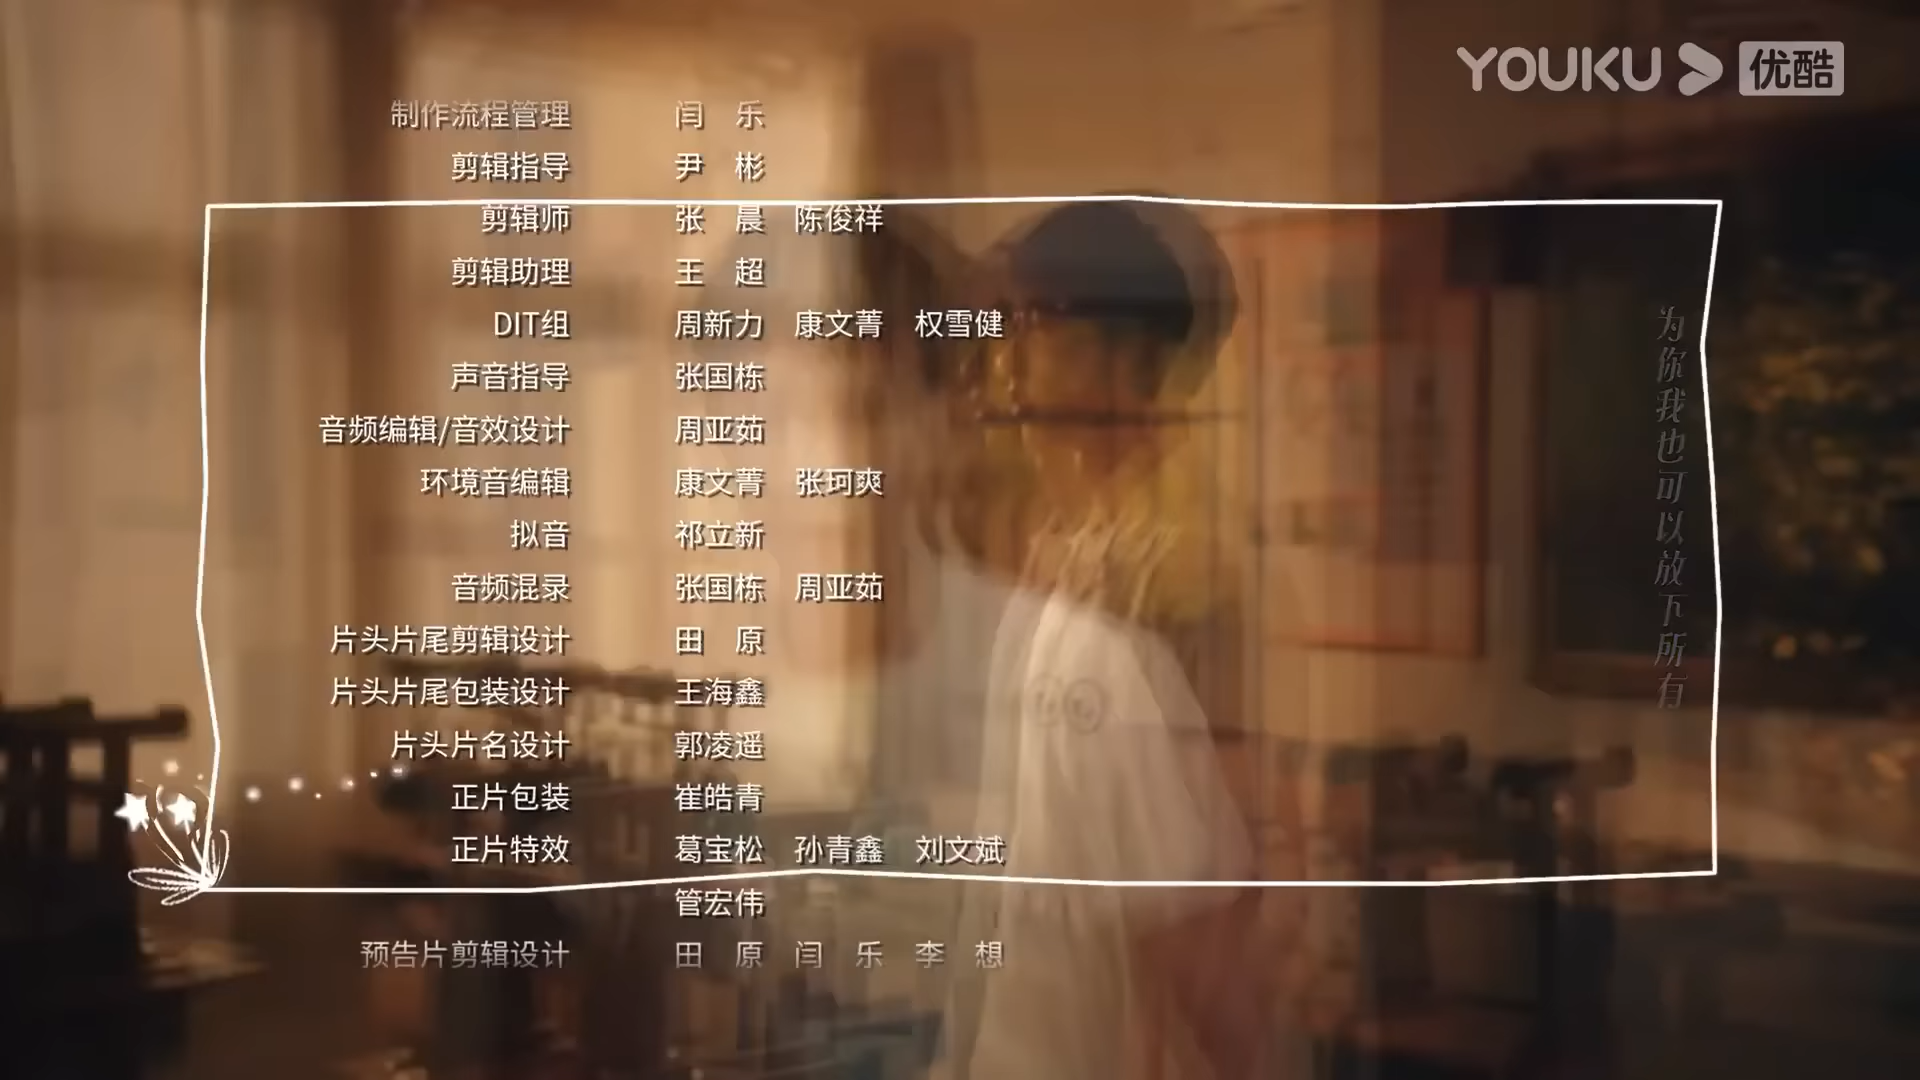 YOUKU 优酷
制作流程管理 闫 乐
剪辑指导 尹 彬
剪辑师 张 晨 陈俊祥
剪辑助理 王 超
DIT组 周新力 康文菁 权雪健
声音指导 张国栋
音频编辑/音效设计 周亚茹
环境音编辑 康文菁 张珂爽
拟音 祁立新
音频混录 张国栋 周亚茹
片头片尾剪辑设计 田 原
片头片尾包装设计 王海鑫
片头片名设计 郭凌遥
正片包装 崔皓青
正片特效 葛宝松 孙青鑫 刘文斌
管宏伟
预告片剪辑设计 田 原 闫 乐 李 想
为你我也可以放下所有